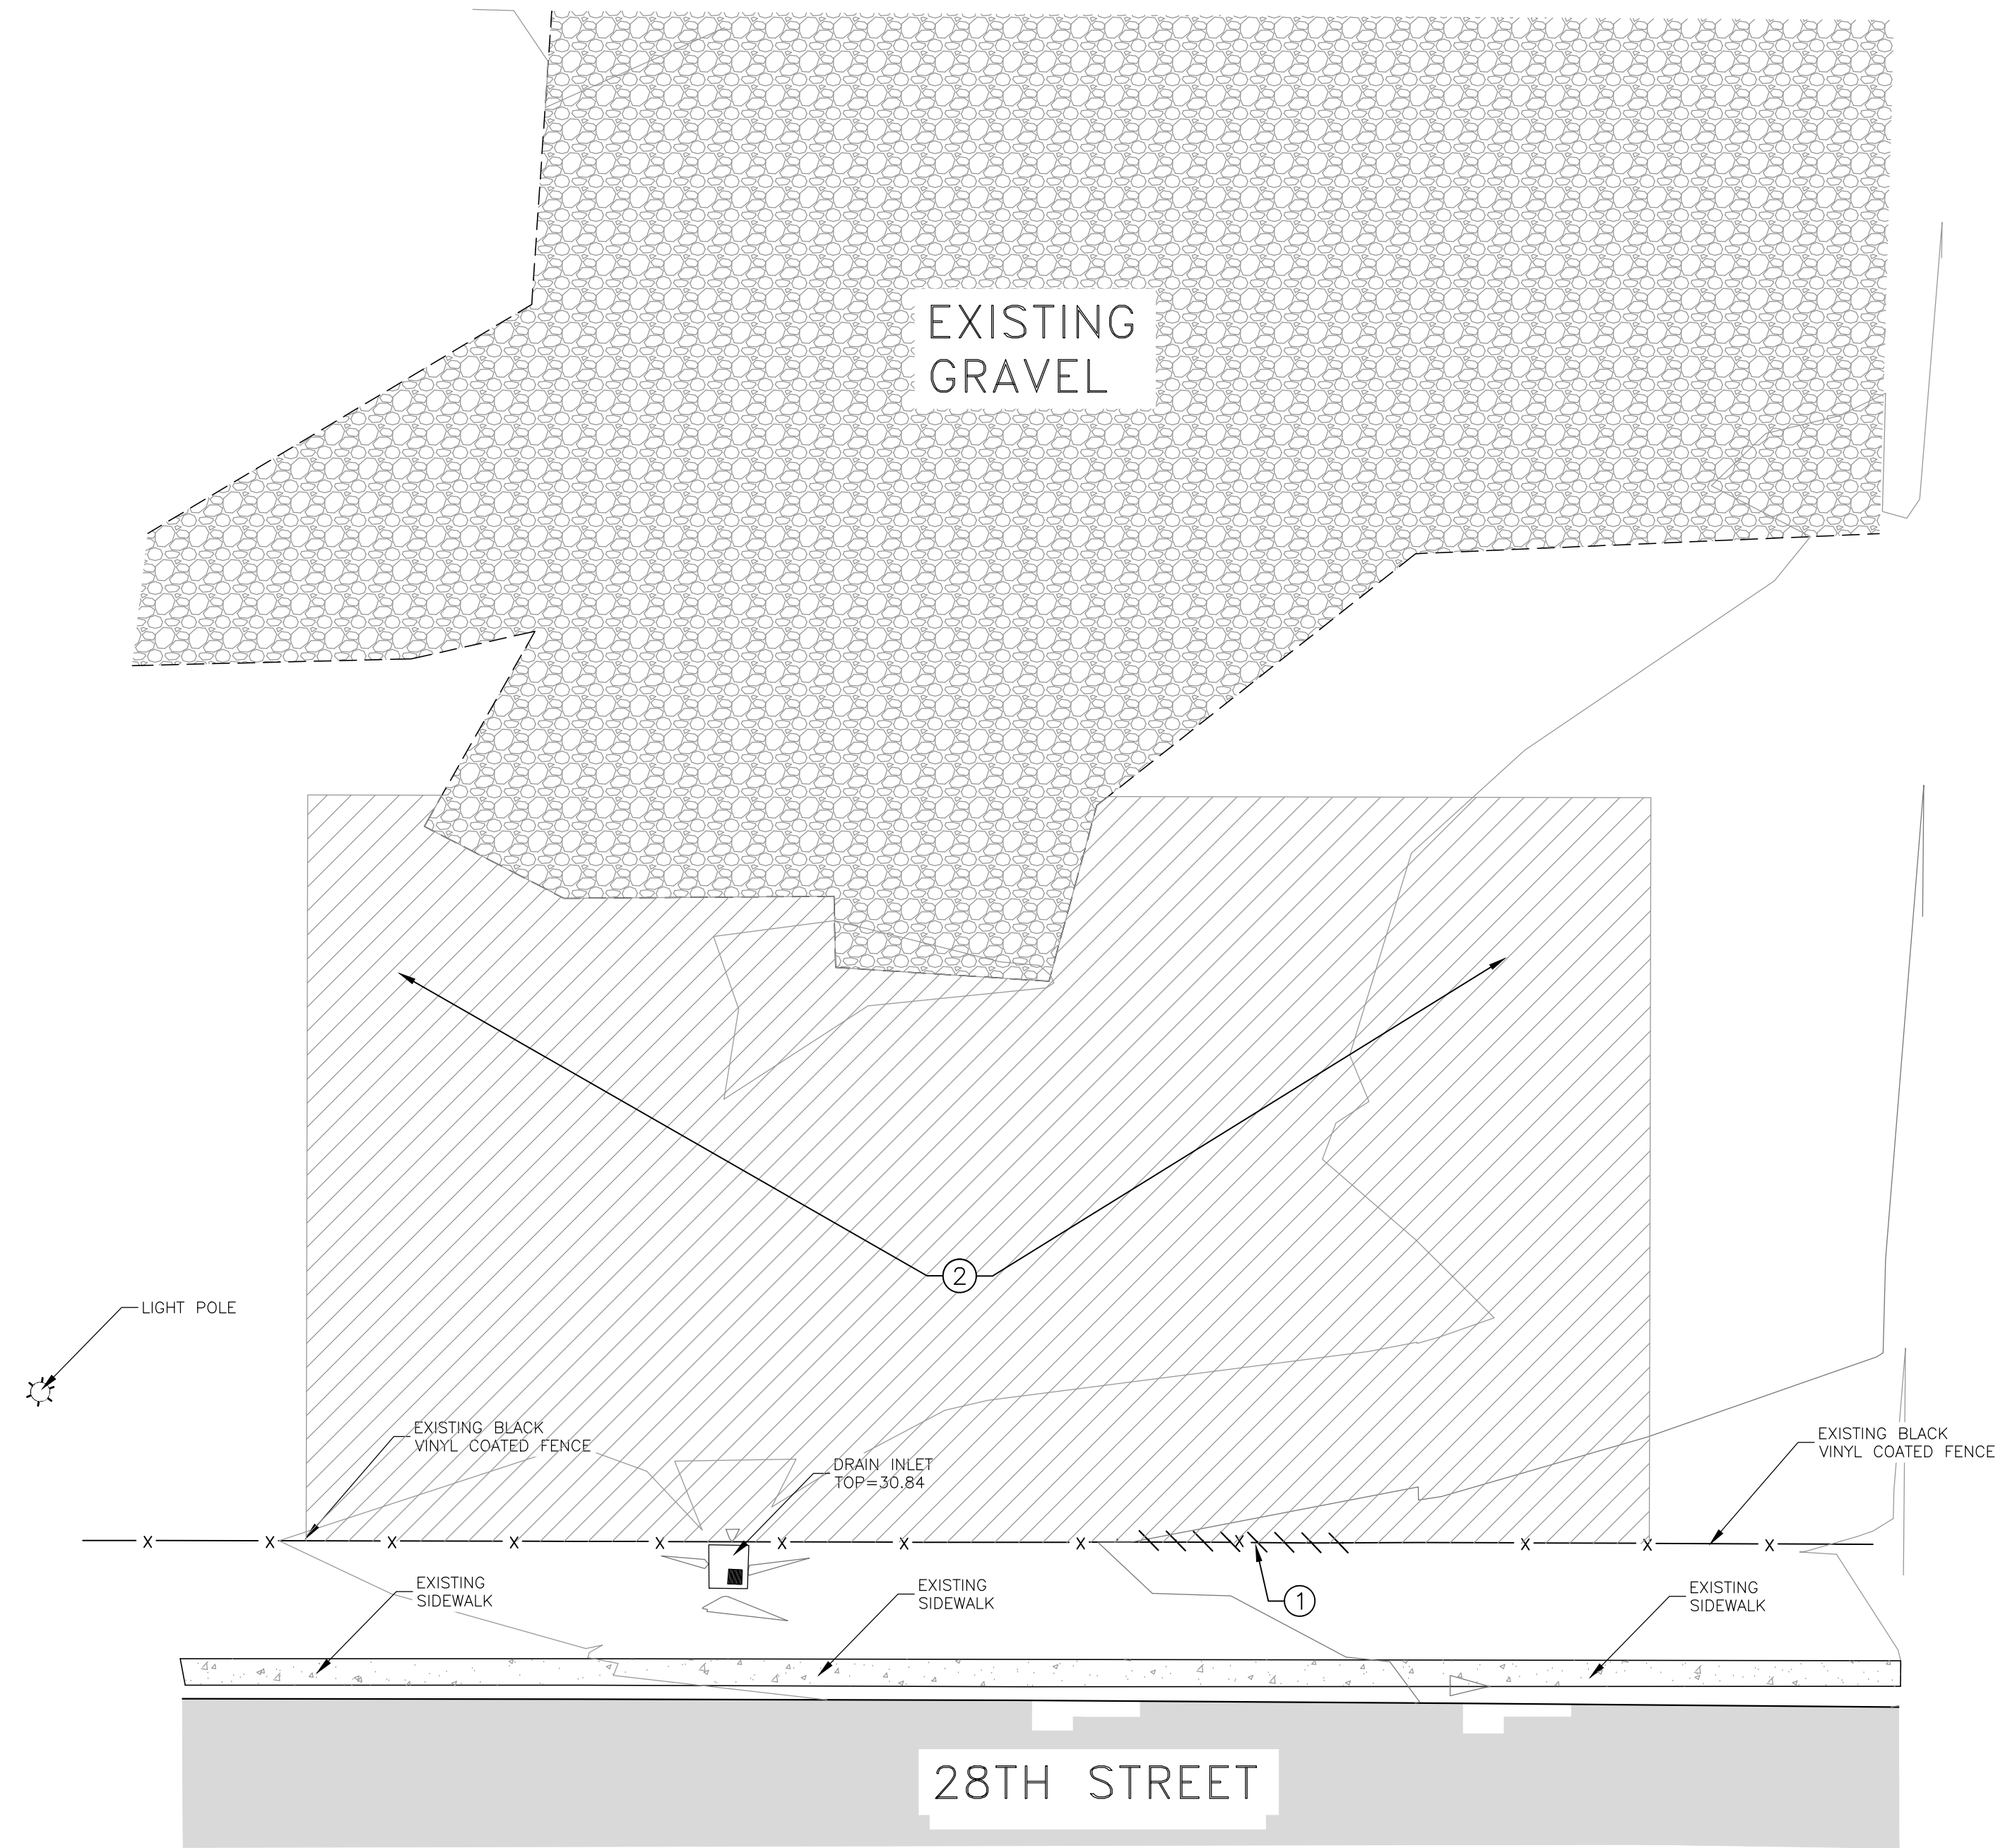 EXISTING
GRAVEL
2
LIGHT POLE
EXISTING BLACK
VINYL COATED FENCE
DRAIN INLET
TOP=30.84
EXISTING BLACK
VINYL COATED FENCE
X X X X X X X X X X X X
EXISTING
SIDEWALK
EXISTING
SIDEWALK
1
EXISTING
SIDEWALK
28TH STREET